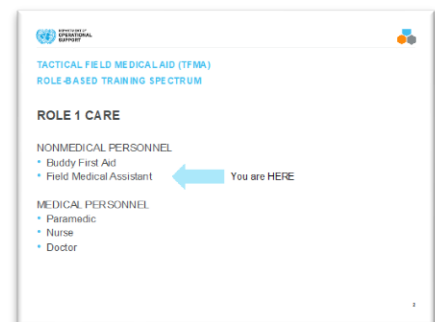 DEPARTMENT OF
OPERATIONAL
SUPPORT
TACTICAL FIELD MEDICAL AID (TFMA)
ROLE-BASED TRAINING SPECTRUM
ROLE 1 CARE
NONMEDICAL PERSONNEL
• Buddy First Aid
• Field Medical Assistant You are HERE
MEDICAL PERSONNEL
• Paramedic
• Nurse
• Doctor
2